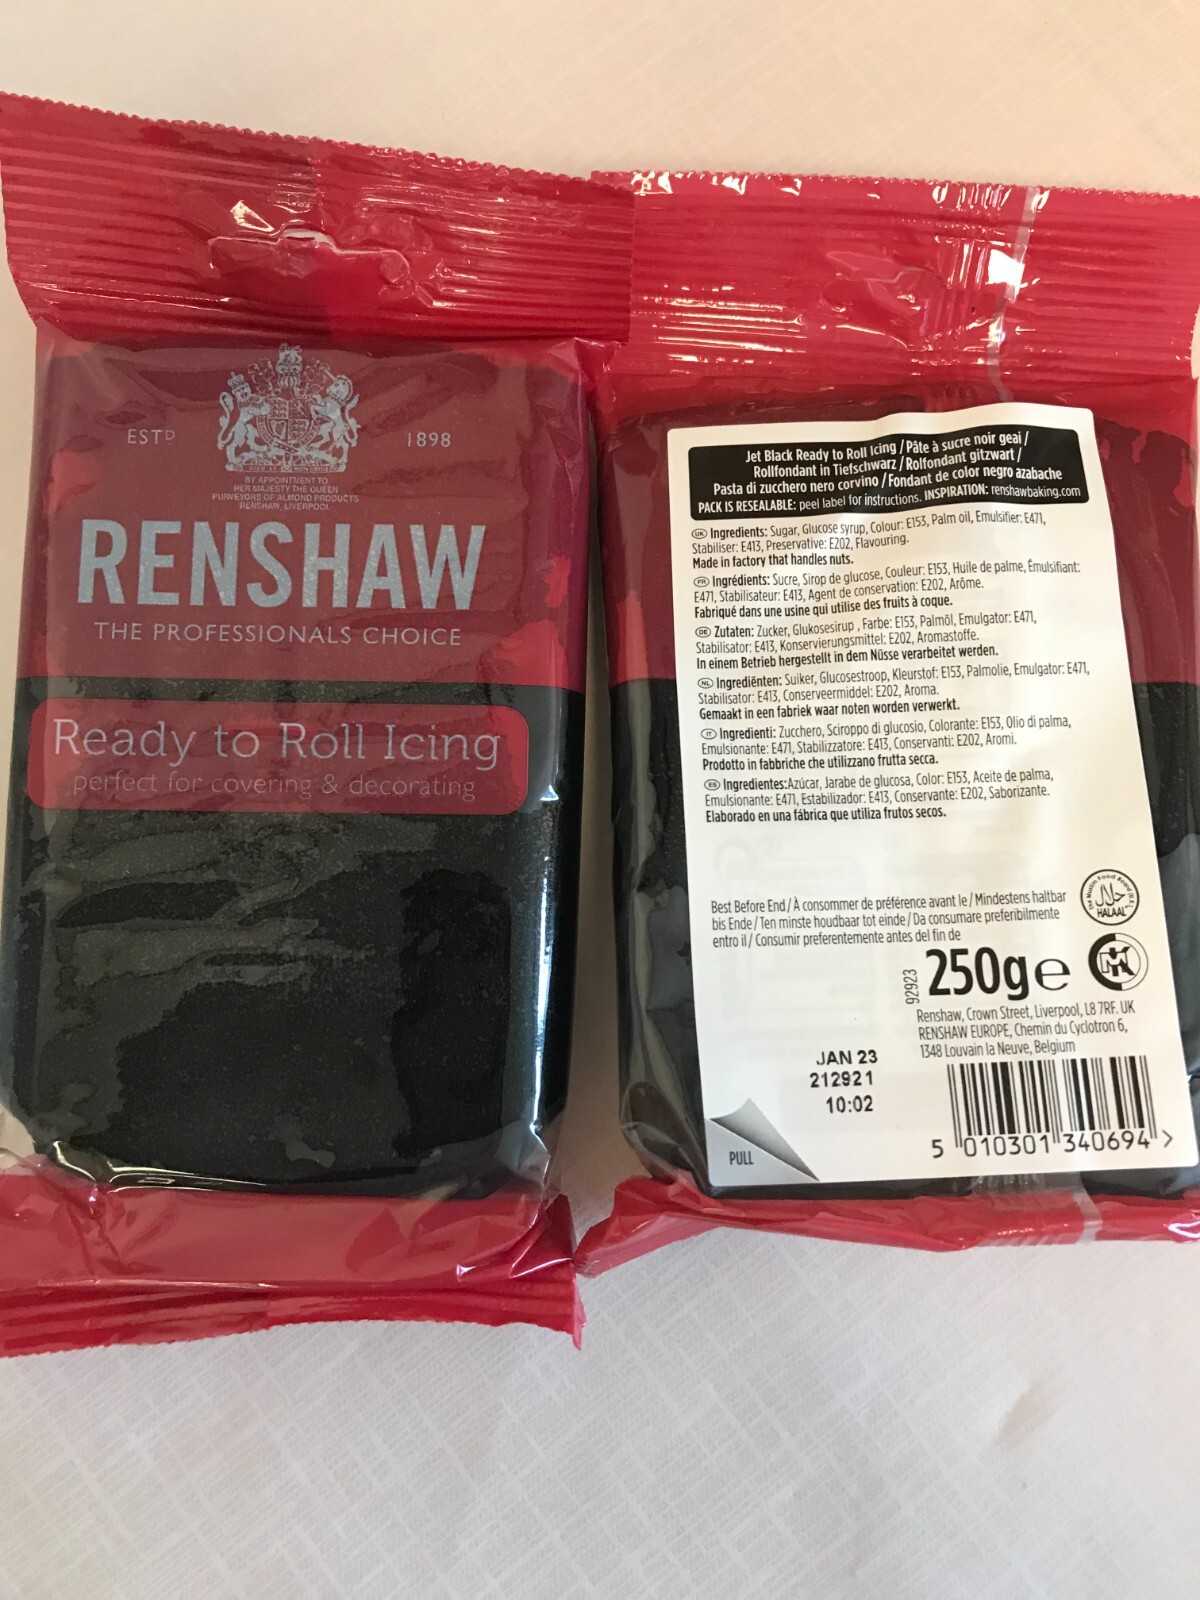 ESTD
1898
BY APPOINTMENT TO
HER MAJESTY THE QUEEN
PURVEYORS OF ALMOND PRODUCTS
RENSHAW, LIVERPOOL
RENSHAW
THE PROFESSIONALS CHOICE
Ready to Roll Icing
perfect for covering & decorating
Jet Black Ready to Roll Icing / Pâte à sucre noir geai /
Rollfondant in Tiefschwarz / Rolfondant gitzwart /
Pasta di zucchero nero corvino / Fondant de color negro azabache
PACK IS RESEALABLE: peel label for instructions. INSPIRATION: renshawbaking.com
UK Ingredients: Sugar, Glucose syrup, Colour: E153, Palm oil, Emulsifier: E471,
Stabiliser: E413, Preservative: E202, Flavouring.
Made in factory that handles nuts.
FR Ingrédients: Sucre, Sirop de glucose, Couleur: E153, Huile de palme, Émulsifiant:
E471, Stabilisateur: E413, Agent de conservation: E202, Arôme.
Fabriqué dans une usine qui utilise des fruits à coque.
DE Zutaten: Zucker, Glukosesirup , Farbe: E153, Palmöl, Emulgator: E471,
Stabilisator: E413, Konservierungsmittel: E202, Aromastoffe.
In einem Betrieb hergestellt in dem Nüsse verarbeitet werden.
NL Ingrediënten: Suiker, Glucosestroop, Kleurstof: E153, Palmolie, Emulgator: E471,
Stabilisator: E413, Conserveermiddel: E202, Aroma.
Gemaakt in een fabriek waar noten worden verwerkt.
IT Ingredienti: Zucchero, Sciroppo di glucosio, Colorante: E153, Olio di palma,
Emulsionante: E471, Stabilizzatore: E413, Conservanti: E202, Aromi.
Prodotto in fabbriche che utilizzano frutta secca.
ES Ingredientes:Azúcar, Jarabe de glucosa, Color: E153, Aceite de palma,
Emulsionante: E471, Estabilizador: E413, Conservante: E202, Saborizante.
Elaborado en una fábrica que utiliza frutos secos.
Best Before End / À consommer de préférence avant le / Mindestens haltbar
bis Ende / Ten minste houdbaar tot einde / Da consumare preferibilmente
entro il / Consumir preferentemente antes del fin de
HALAAL
92923
250g e
MK
Renshaw, Crown Street, Liverpool, L8 7RF. UK
RENSHAW EUROPE, Chemin du Cyclotron 6,
1348 Louvain la Neuve, Belgium
JAN 23
212921
10:02
PULL
5 010301 340694 >